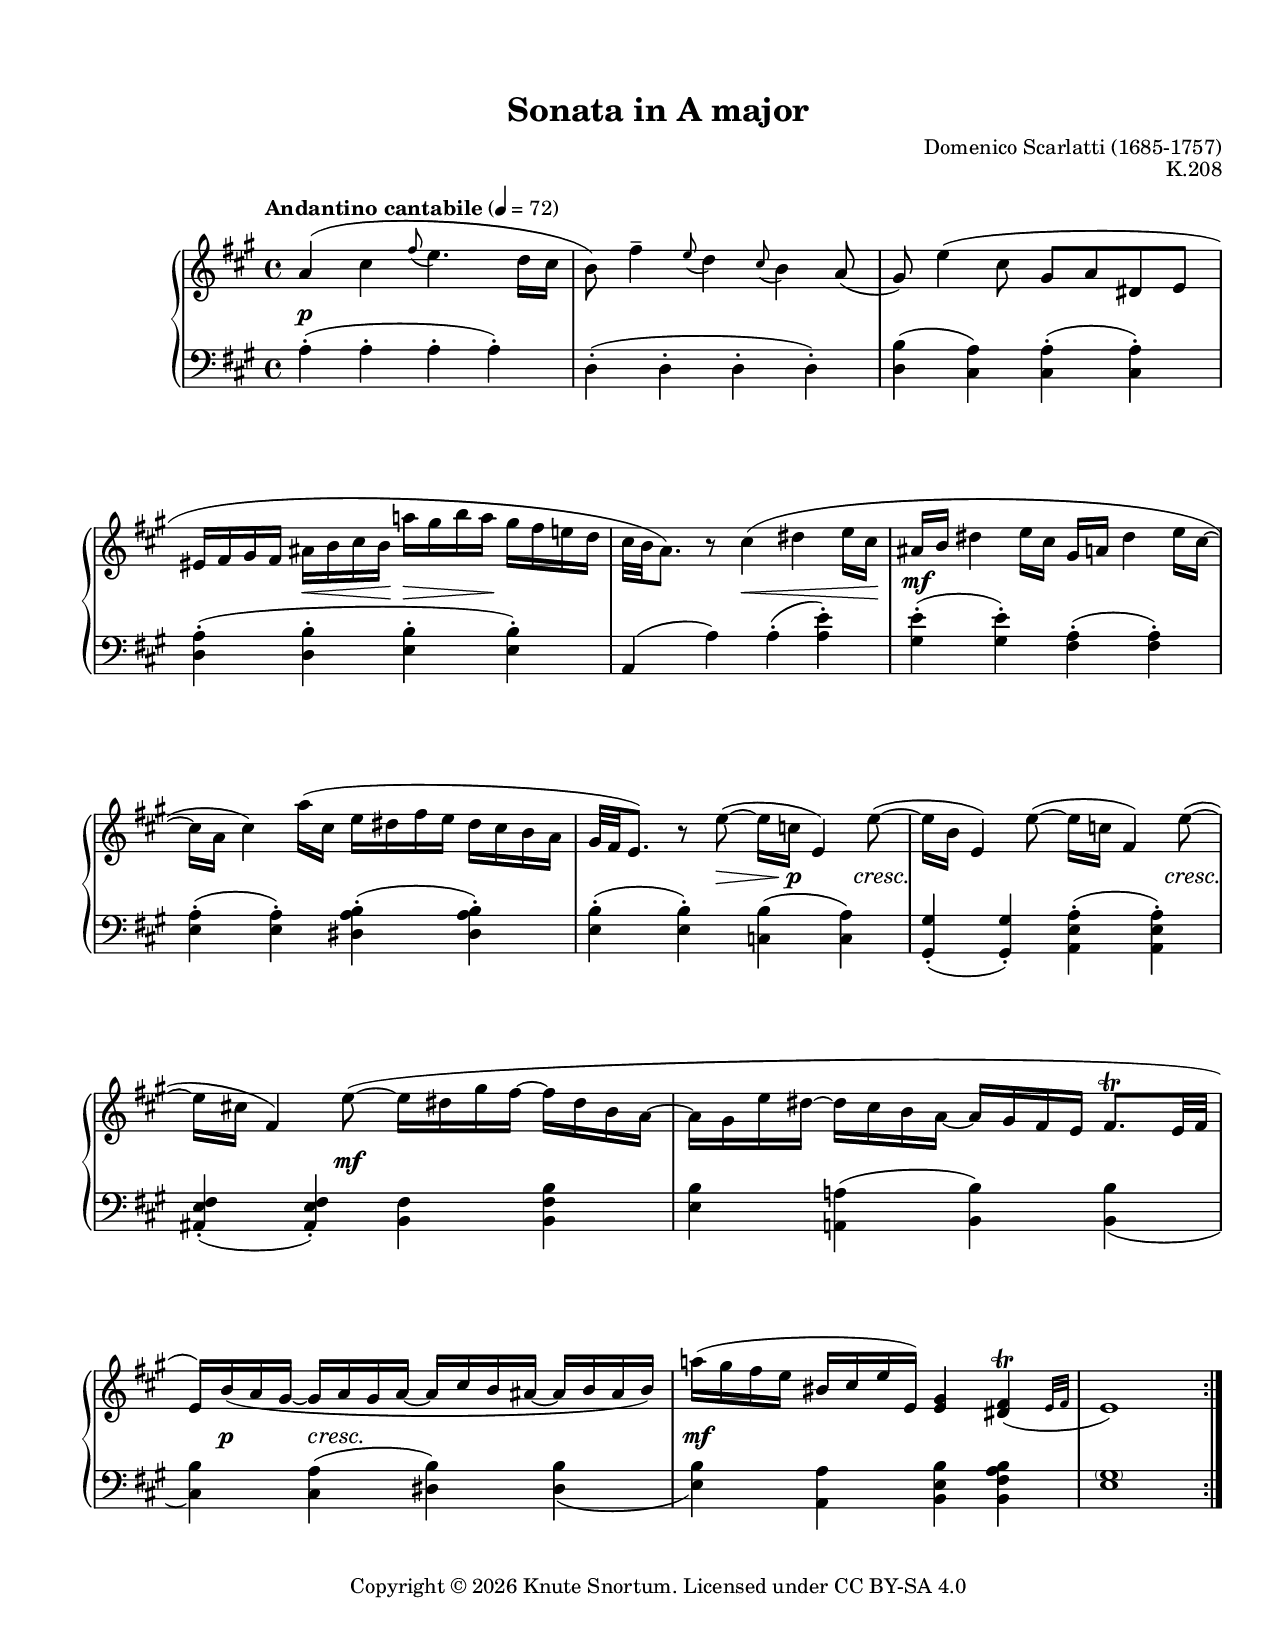 Sonata in A major
Domenico Scarlatti (1685-1757)
K.208
Andantino cantabile (♩ = 72)
p
mf
p cresc. cresc.
mf
p cresc. mf
Copyright © 2026 Knute Snortum. Licensed under CC BY-SA 4.0